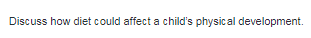 Discuss how diet could affect a child's physical development.